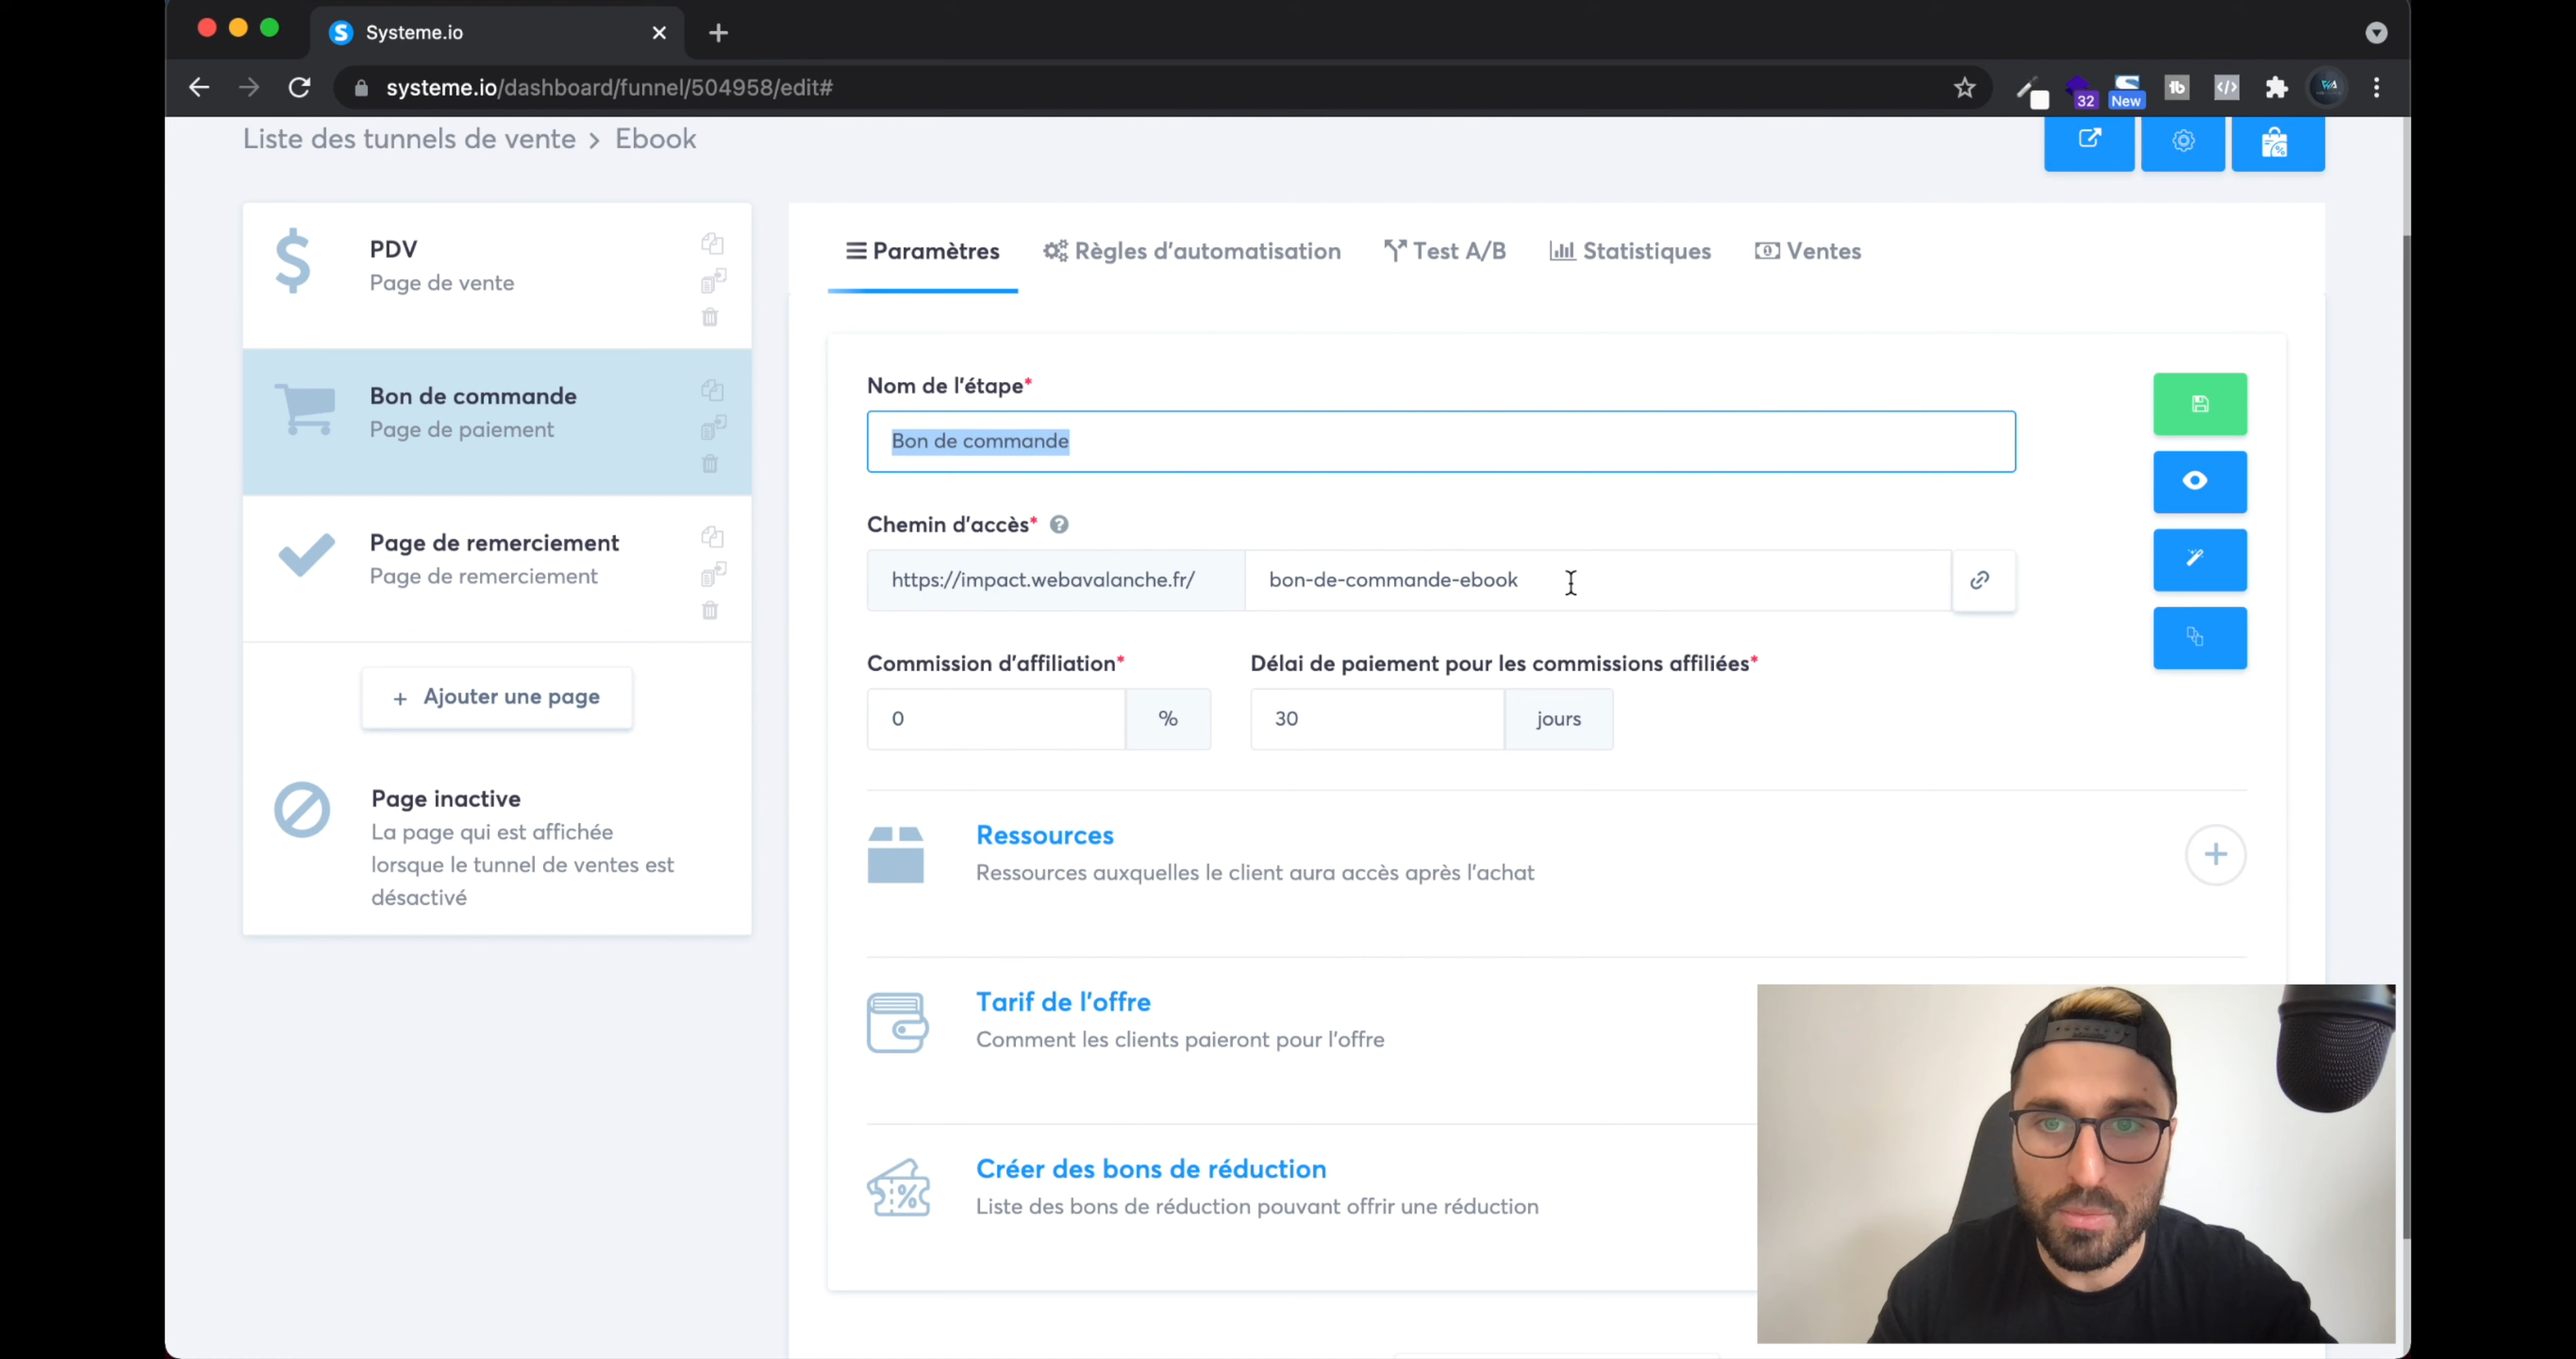 Systeme.io
systeme.io/dashboard/funnel/504958/edit#
32
New
Liste des tunnels de vente > Ebook
PDV
Page de vente
Bon de commande
Page de paiement
Page de remerciement
Page de remerciement
+ Ajouter une page
Page inactive
La page qui est affichée
lorsque le tunnel de ventes est
désactivé
Paramètres
Règles d'automatisation
Test A/B
Statistiques
Ventes
Nom de l'étape*
Bon de commande
Chemin d'accès*
https://impact.webavalanche.fr/ bon-de-commande-ebook
Commission d'affiliation* Délai de paiement pour les commissions affiliées*
0 % 30 jours
Ressources
Ressources auxquelles le client aura accès après l'achat
Tarif de l'offre
Comment les clients paieront pour l'offre
Créer des bons de réduction
Liste des bons de réduction pouvant offrir une réduction